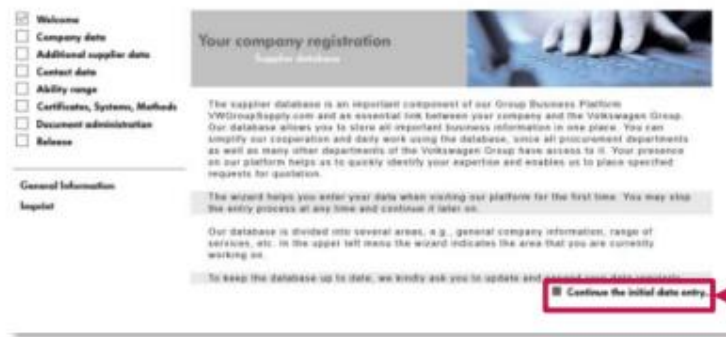 Welcome
Company data
Additional supplier data
Contact data
Ability range
Certificates, Systems, Methods
Document administration
Release
General Information
Imprint
Your company registration
Supplier database
The supplier database is an important component of our Group Business Platform
VWGroupSupply.com and an essential link between your company and the Volkswagen Group.
Our database allows you to store all important business information in one place. You can
simplify our cooperation and daily work using the database, since all procurement departments
as well as many other departments of the Volkswagen Group have access to it. Your presence
on our platform helps us to quickly identify your expertise and enables us to place specified
requests for quotation.
The wizard helps you enter your data when visiting our platform for the first time. You may stop
the entry process at any time and continue it later on.
Our database is divided into several areas, e.g., general company information, range of
services, etc. In the upper left menu the wizard indicates the area that you are currently
working on.
To keep the database up to date, we kindly ask you to update and your data regularly
Continue the initial data entry...